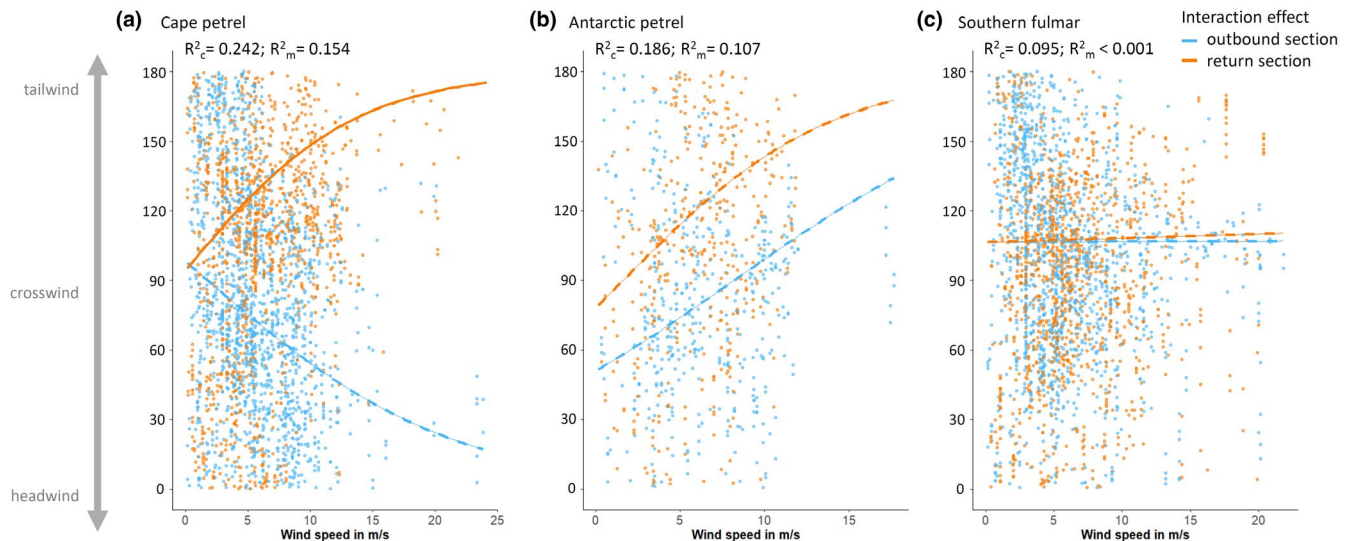 (a) Cape petrel
R²c= 0.242; R²m= 0.154
(b) Antarctic petrel
R²c= 0.186; R²m= 0.107
(c) Southern fulmar
R²c= 0.095; R²m < 0.001
Interaction effect
outbound section
return section
tailwind
crosswind
headwind
180
150
120
90
60
30
0
0 5 10 15 20 25
Wind speed in m/s
180
150
120
90
60
30
0
0 5 10 15
Wind speed in m/s
180
150
120
90
60
30
0
0 5 10 15 20
Wind speed in m/s